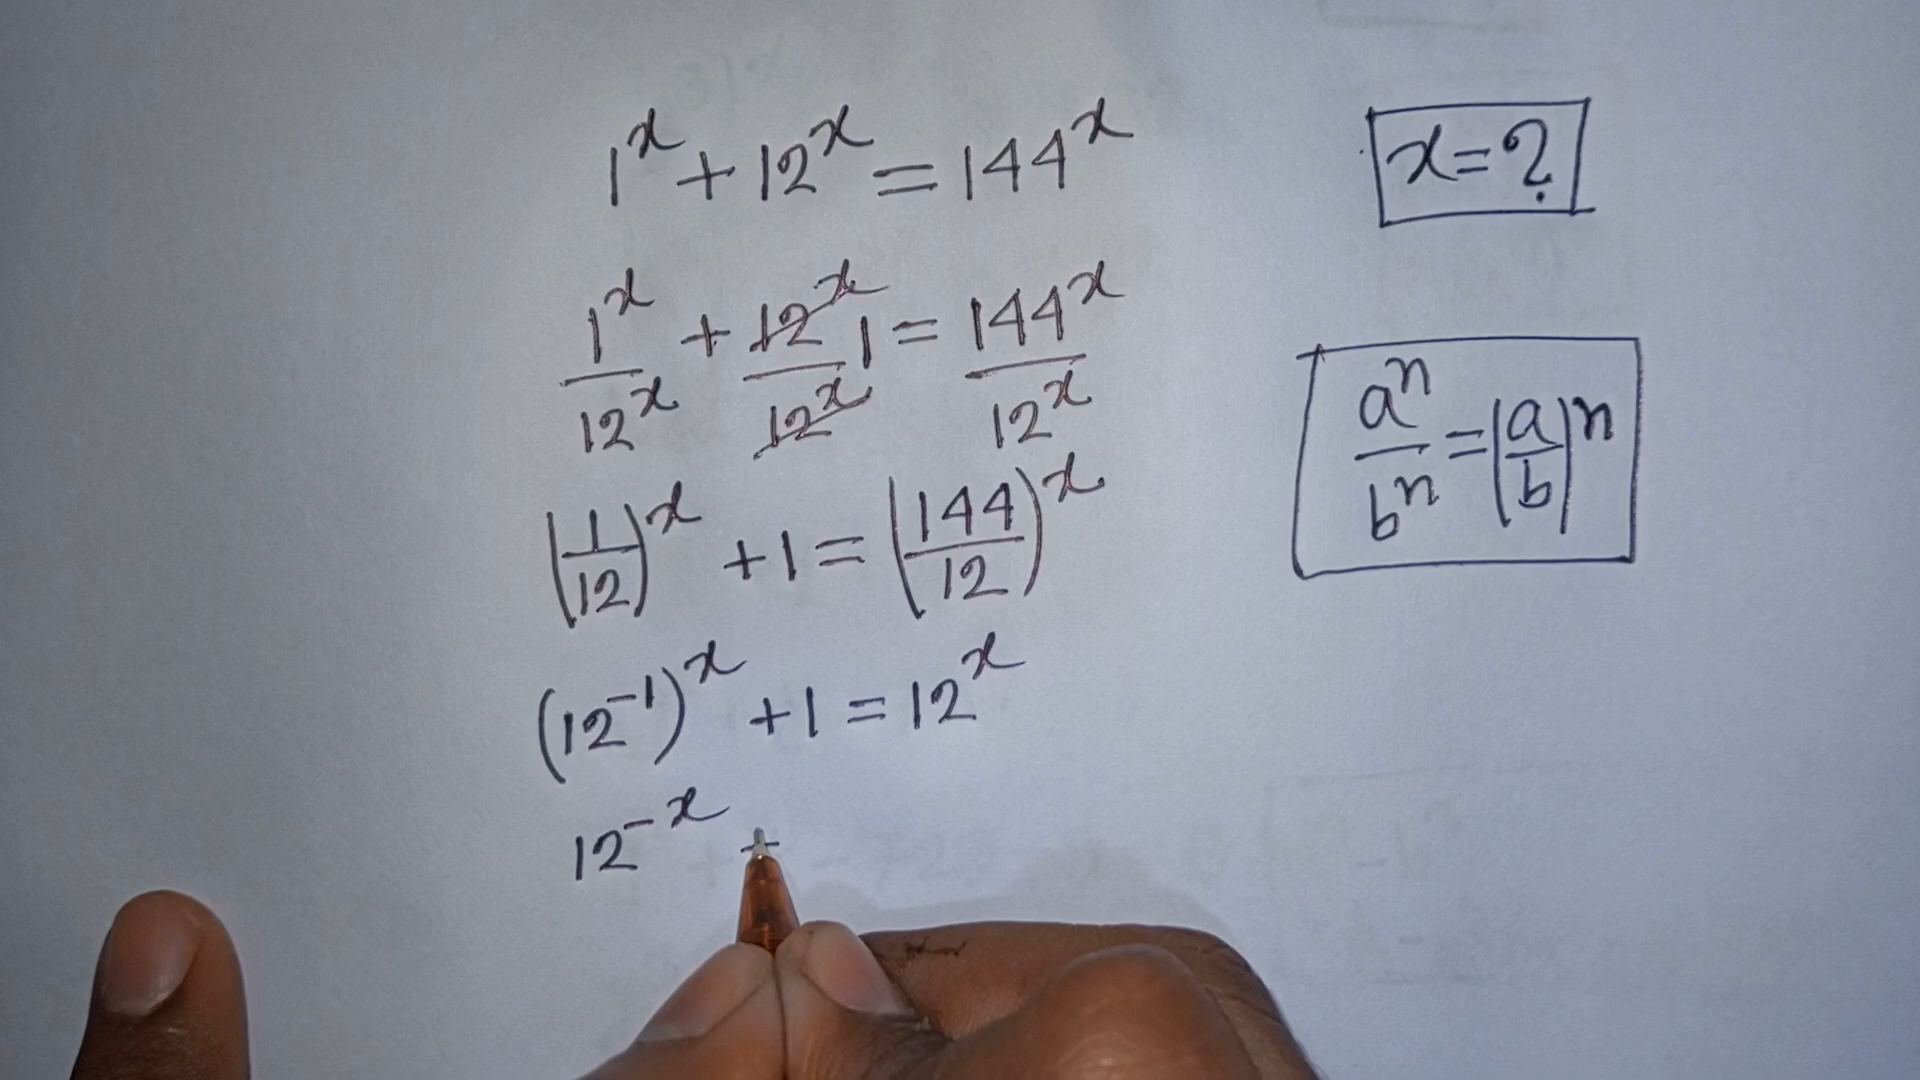 1^x + 12^x = 144^x
x = ?
1^x/12^x + 12^x/12^x 1 = 144^x/12^x
a^n/b^n = (a/b)^n
(1/12)^x + 1 = (144/12)^x
(12^-1)^x + 1 = 12^x
12^-x +